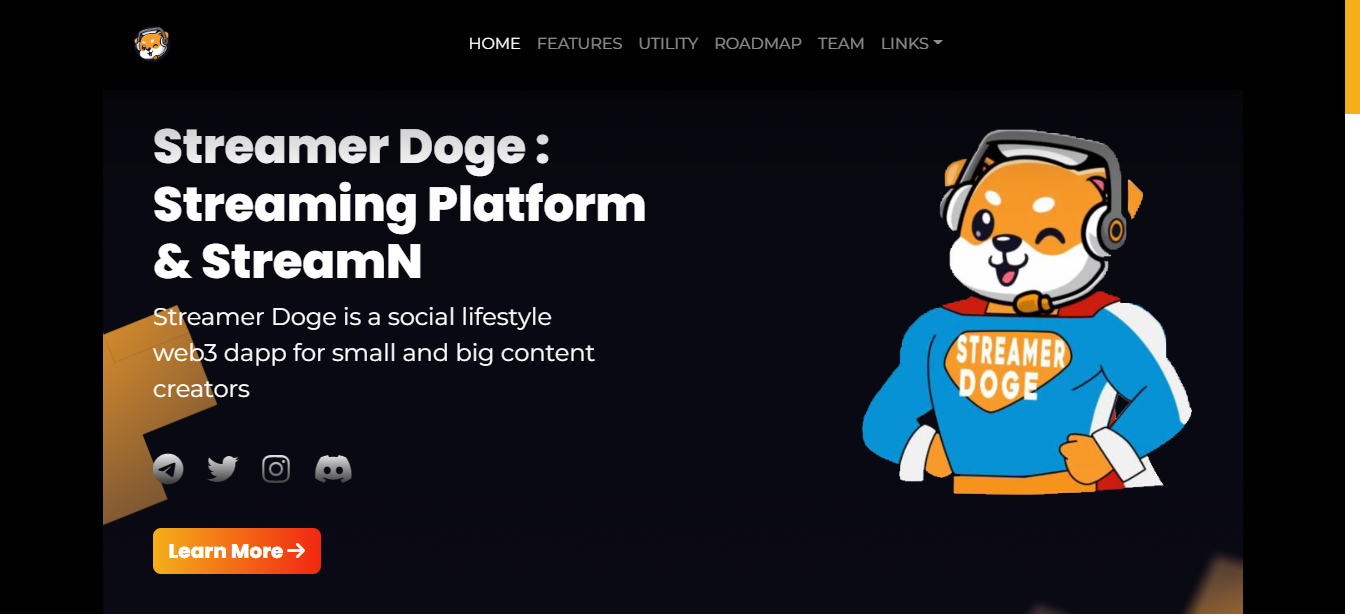 HOME FEATURES UTILITY ROADMAP TEAM LINKS
Streamer Doge :
Streaming Platform
& StreamN
Streamer Doge is a social lifestyle
web3 dapp for small and big content
creators
STREAMER
DOGE
Learn More